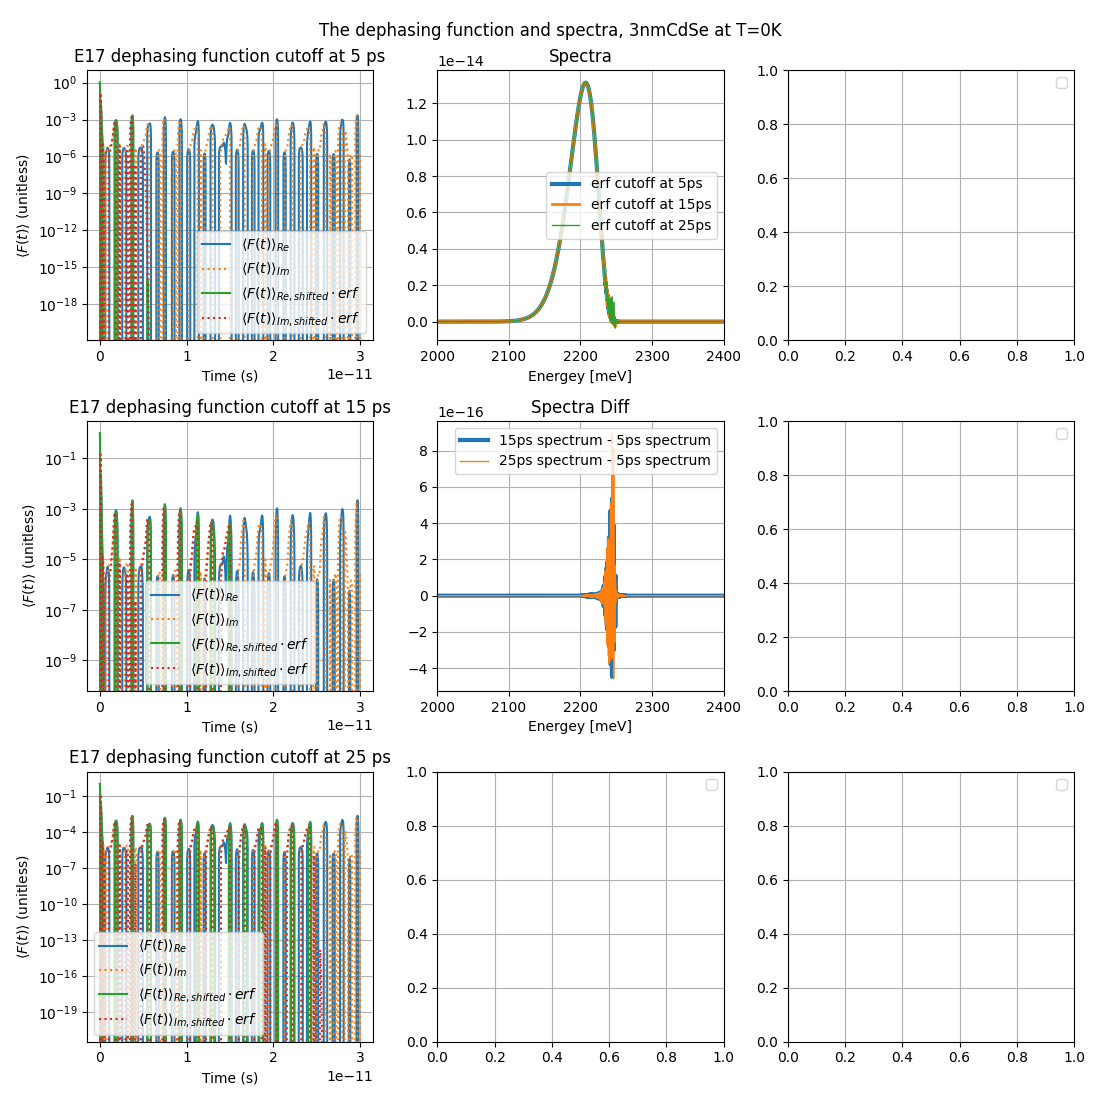 The dephasing function and spectra, 3nmCdSe at T=0K
E17 dephasing function cutoff at 5 ps
10^0
10^-3
10^-6
10^-9
10^-12
10^-15
10^-18
⟨F(t)⟩ (unitless)
⟨F(t)⟩_Re
⟨F(t)⟩_Im
⟨F(t)⟩_Re, shifted · erf
⟨F(t)⟩_Im, shifted · erf
0 1 2 3
1e−11
Time (s)
Spectra
1e−14
1.2
1.0
0.8
0.6
0.4
0.2
0.0
erf cutoff at 5ps
erf cutoff at 15ps
erf cutoff at 25ps
2000 2100 2200 2300 2400
Energey [meV]
1.0
0.8
0.6
0.4
0.2
0.0
0.0 0.2 0.4 0.6 0.8 1.0
E17 dephasing function cutoff at 15 ps
10^-1
10^-3
10^-5
10^-7
10^-9
⟨F(t)⟩ (unitless)
⟨F(t)⟩_Re
⟨F(t)⟩_Im
⟨F(t)⟩_Re, shifted · erf
⟨F(t)⟩_Im, shifted · erf
0 1 2 3
1e−11
Time (s)
Spectra Diff
1e−16
8
6
4
2
0
−2
−4
15ps spectrum - 5ps spectrum
25ps spectrum - 5ps spectrum
2000 2100 2200 2300 2400
Energey [meV]
1.0
0.8
0.6
0.4
0.2
0.0
0.0 0.2 0.4 0.6 0.8 1.0
E17 dephasing function cutoff at 25 ps
10^-1
10^-4
10^-7
10^-10
10^-13
10^-16
10^-19
⟨F(t)⟩ (unitless)
⟨F(t)⟩_Re
⟨F(t)⟩_Im
⟨F(t)⟩_Re, shifted · erf
⟨F(t)⟩_Im, shifted · erf
0 1 2 3
1e−11
Time (s)
1.0
0.8
0.6
0.4
0.2
0.0
0.0 0.2 0.4 0.6 0.8 1.0
1.0
0.8
0.6
0.4
0.2
0.0
0.0 0.2 0.4 0.6 0.8 1.0